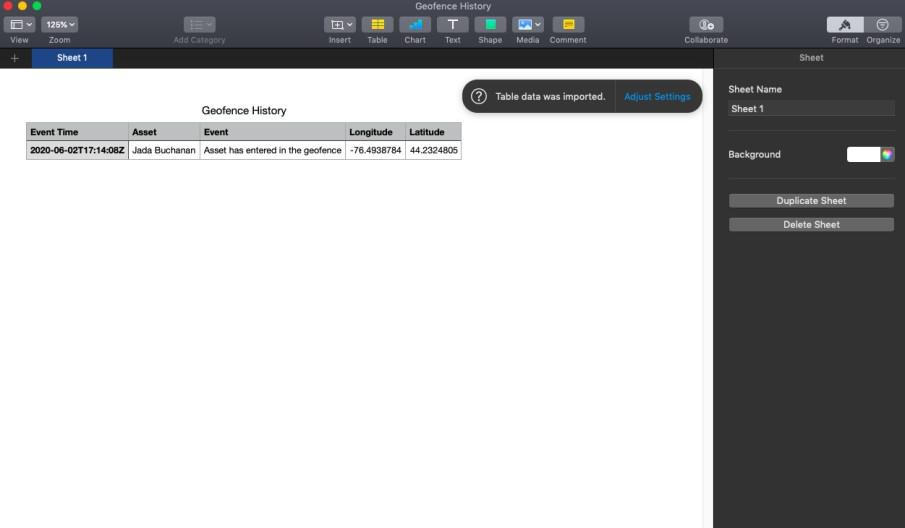 Geofence History
125%
View Zoom Add Category Insert Table Chart Text Shape Media Comment Collaborate Format Organize
+ Sheet 1 Sheet
Table data was imported. Adjust Settings
Sheet Name
Sheet 1
Geofence History
Event Time Asset Event Longitude Latitude
2020-06-02T17:14:08Z Jada Buchanan Asset has entered in the geofence -76.4938784 44.2324805
Background
Duplicate Sheet
Delete Sheet